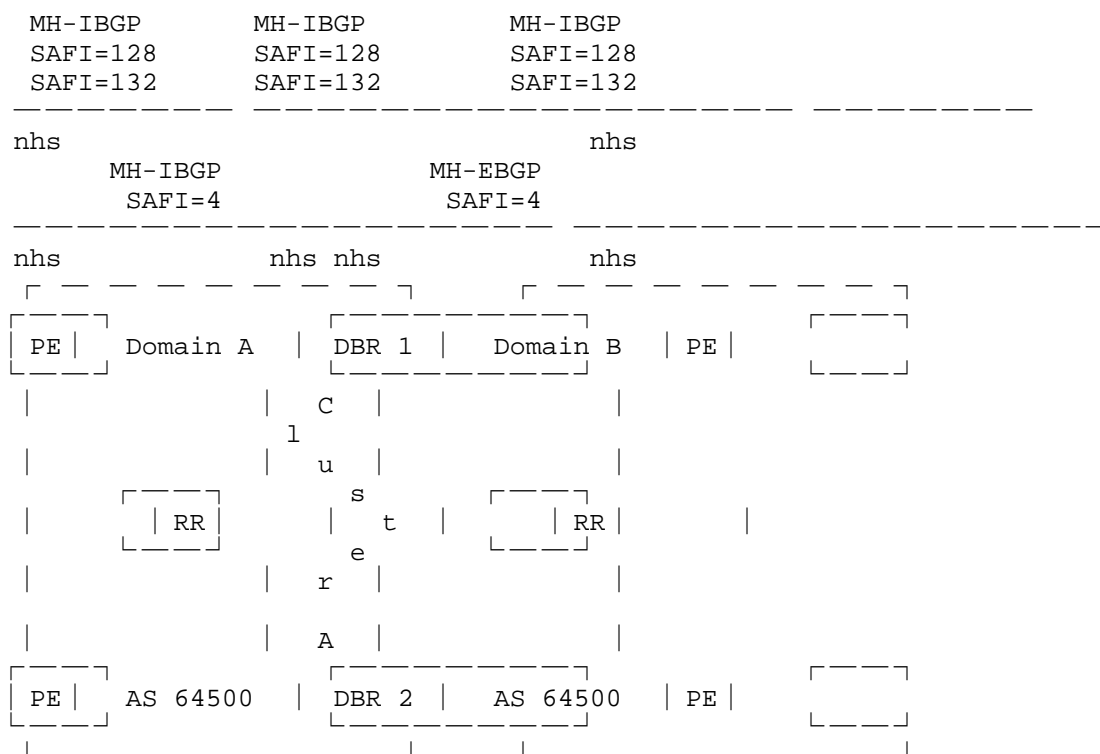 MH-IBGP MH-IBGP MH-IBGP
SAFI=128 SAFI=128 SAFI=128
SAFI=132 SAFI=132 SAFI=132
nhs nhs
MH-IBGP MH-EBGP
SAFI=4 SAFI=4
nhs nhs nhs nhs
PE Domain A DBR 1 Domain B PE
C
l
u
s
RR t RR
e
r
A
PE AS 64500 DBR 2 AS 64500 PE